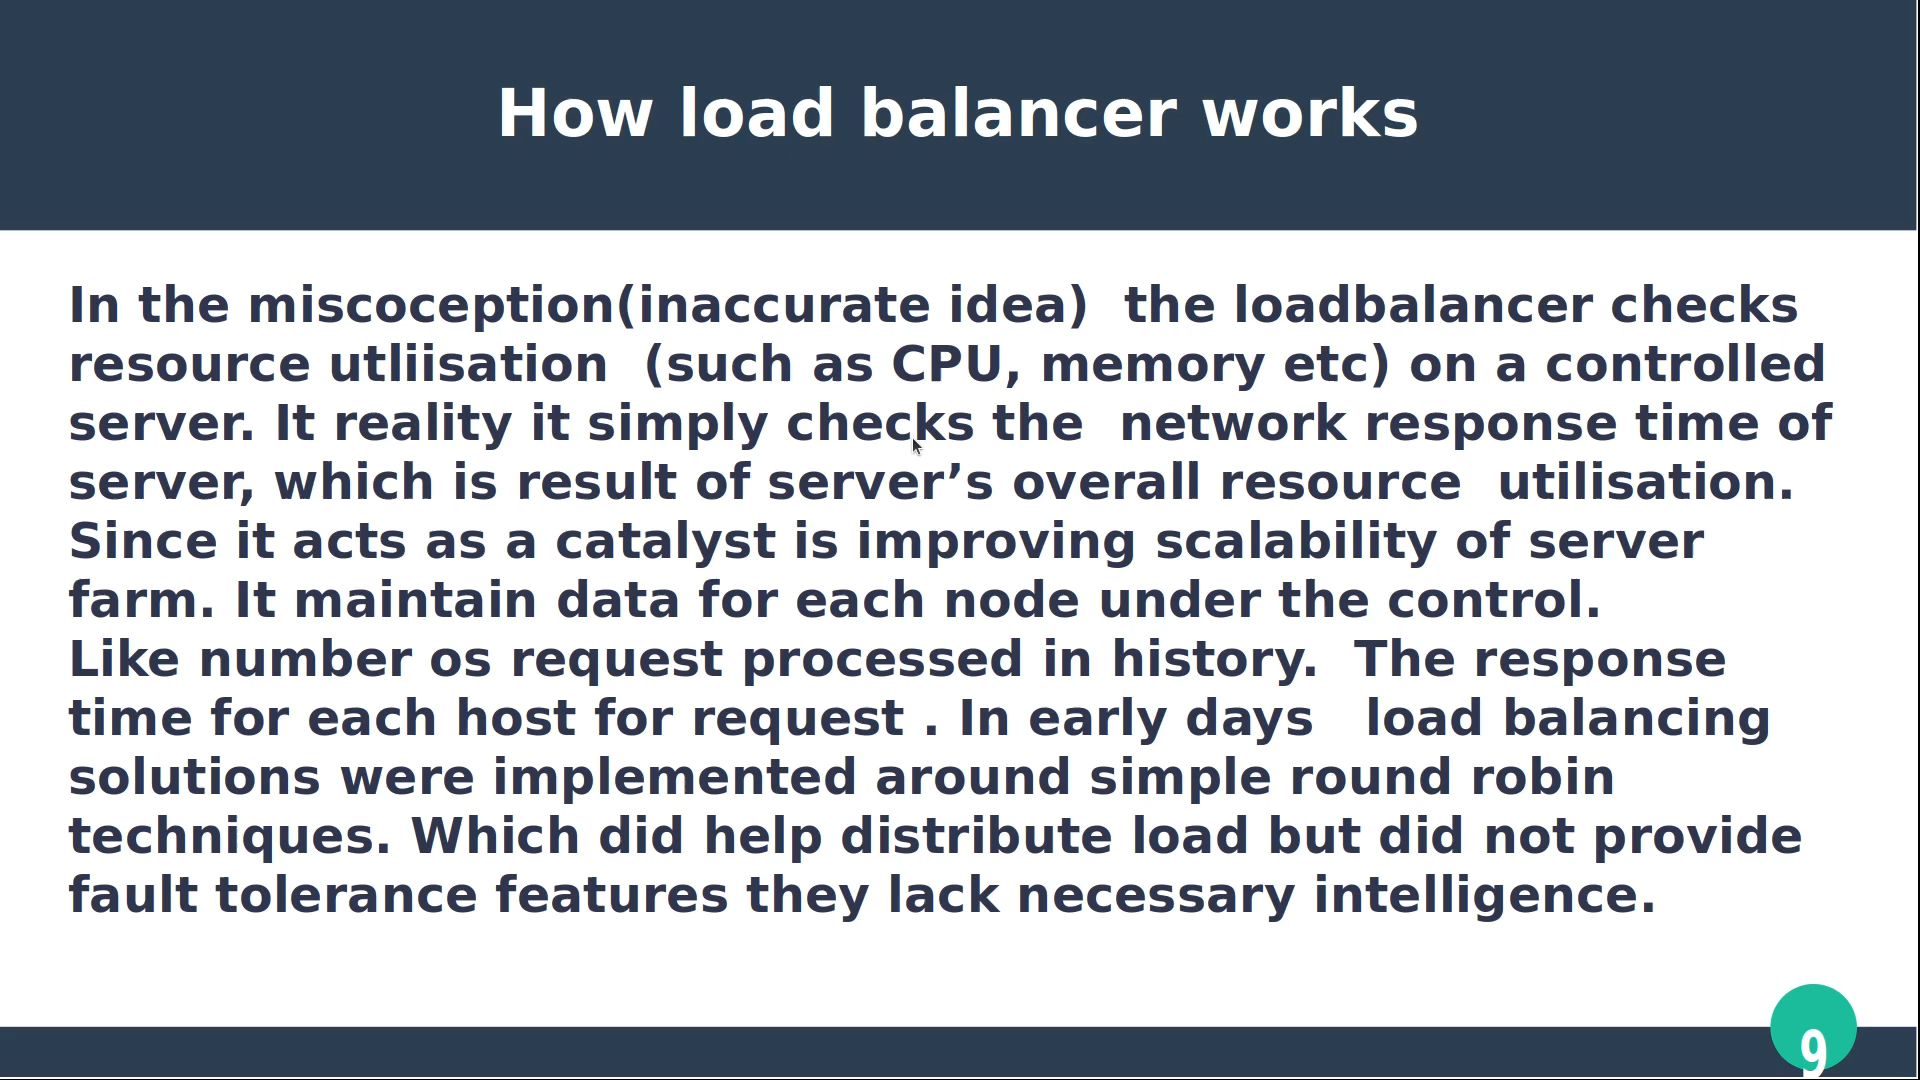 How load balancer works
In the miscoception(inaccurate idea)  the loadbalancer checks
resource utliisation  (such as CPU, memory etc) on a controlled
server. It reality it simply checks the  network response time of
server, which is result of server’s overall resource  utilisation.
Since it acts as a catalyst is improving scalability of server
farm. It maintain data for each node under the control.
Like number os request processed in history.  The response
time for each host for request . In early days   load balancing
solutions were implemented around simple round robin
techniques. Which did help distribute load but did not provide
fault tolerance features they lack necessary intelligence.
9